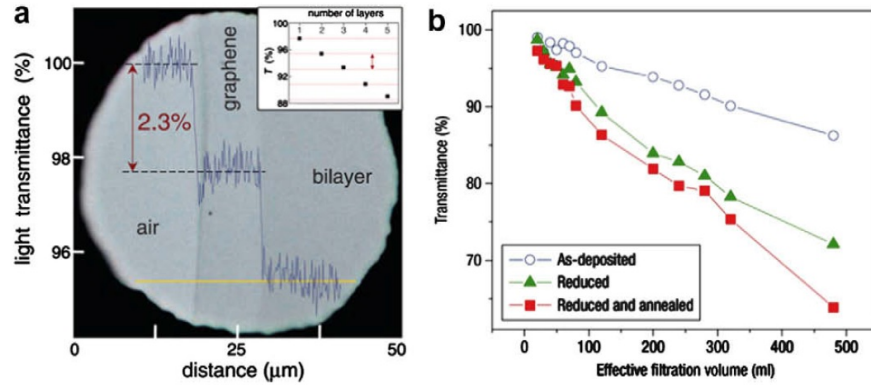 a
number of layers
1 2 3 4 5
100
96
92
88
T (%)
light transmittance (%)
100
98
96
2.3%
graphene
air
bilayer
0
25
50
distance (μm)
b
Transmittance (%)
100
90
80
70
As-deposited
Reduced
Reduced and annealed
0 100 200 300 400 500
Effective filtration volume (ml)